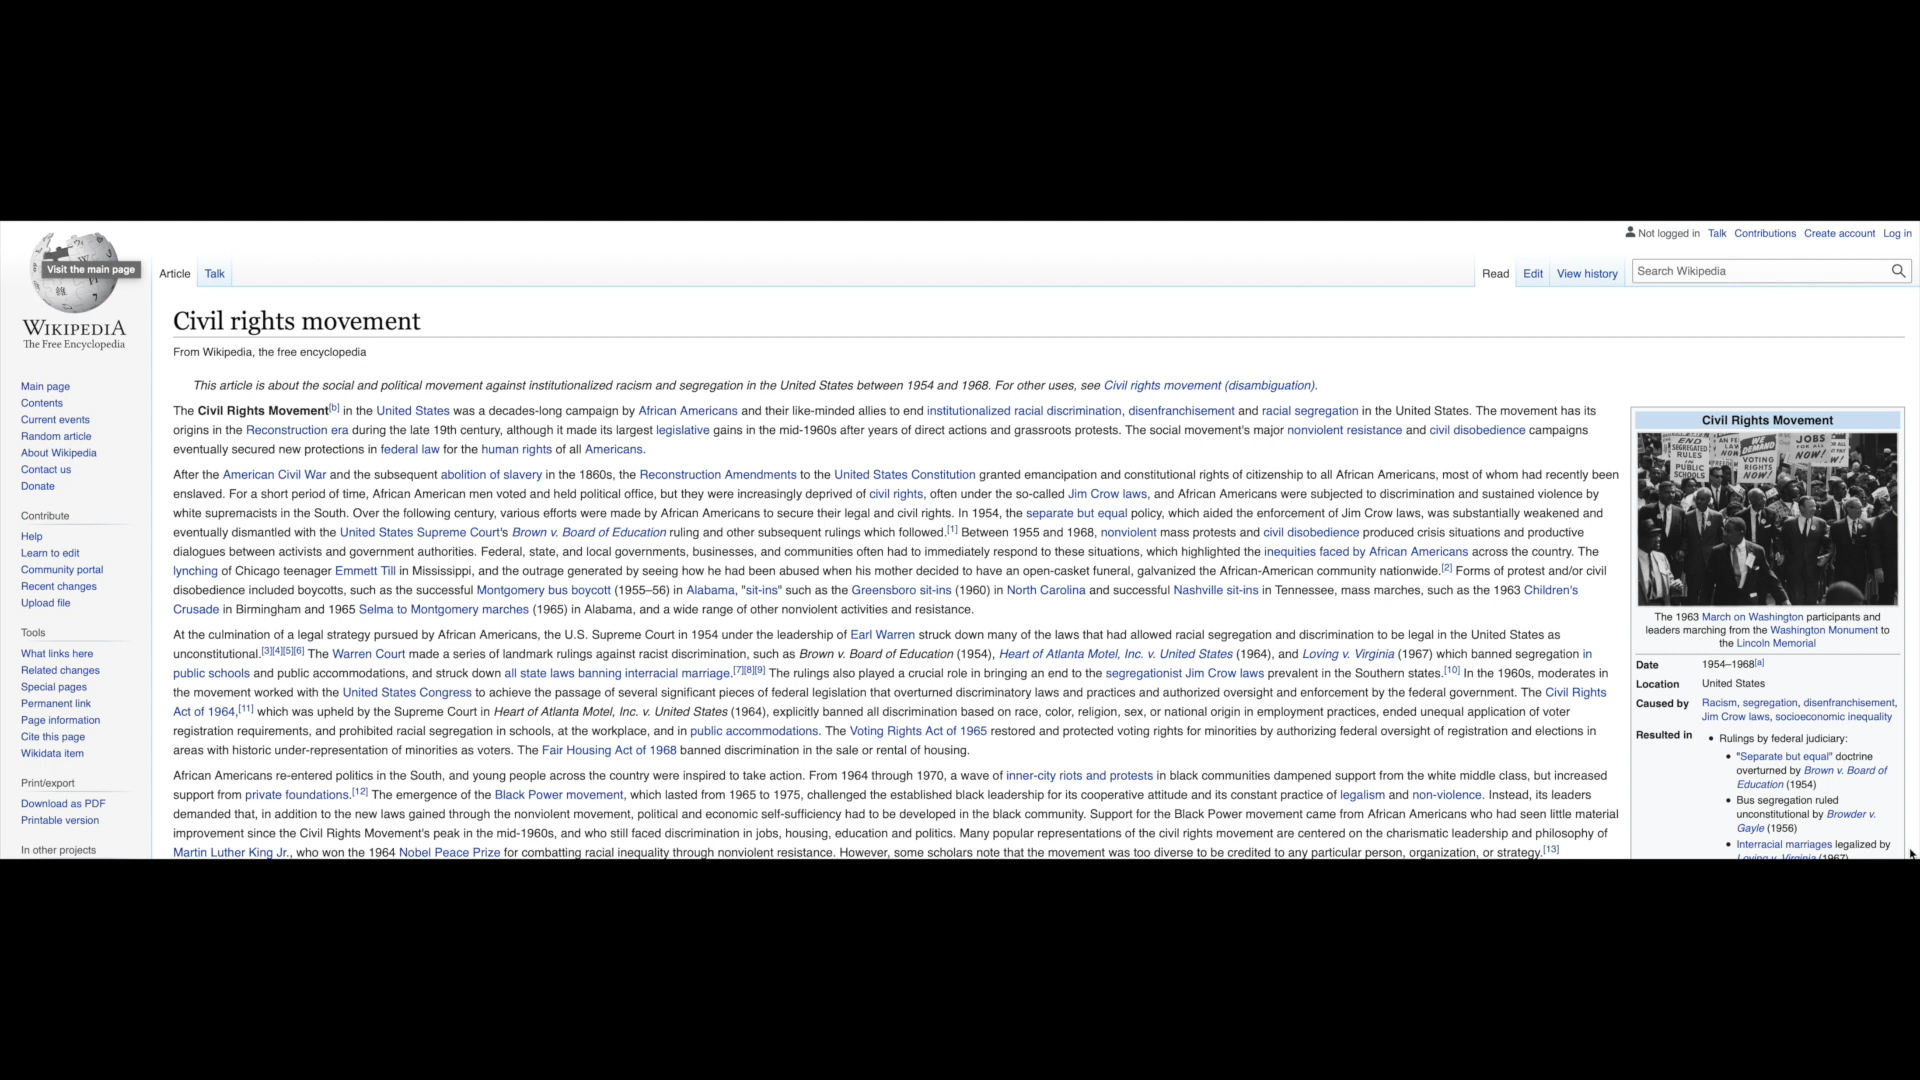 Not logged in Talk Contributions Create account Log in
Visit the main page
Article Talk
Read Edit View history
Search Wikipedia
WIKIPEDIA
The Free Encyclopedia
Main page
Contents
Current events
Random article
About Wikipedia
Contact us
Donate
Contribute
Help
Learn to edit
Community portal
Recent changes
Upload file
Tools
What links here
Related changes
Special pages
Permanent link
Page information
Cite this page
Wikidata item
Print/export
Download as PDF
Printable version
In other projects
Civil rights movement
From Wikipedia, the free encyclopedia
This article is about the social and political movement against institutionalized racism and segregation in the United States between 1954 and 1968. For other uses, see Civil rights movement (disambiguation).
The Civil Rights Movement[b] in the United States was a decades-long campaign by African Americans and their like-minded allies to end institutionalized racial discrimination, disenfranchisement and racial segregation in the United States. The movement has its
origins in the Reconstruction era during the late 19th century, although it made its largest legislative gains in the mid-1960s after years of direct actions and grassroots protests. The social movement's major nonviolent resistance and civil disobedience campaigns
eventually secured new protections in federal law for the human rights of all Americans.
After the American Civil War and the subsequent abolition of slavery in the 1860s, the Reconstruction Amendments to the United States Constitution granted emancipation and constitutional rights of citizenship to all African Americans, most of whom had recently been
enslaved. For a short period of time, African American men voted and held political office, but they were increasingly deprived of civil rights, often under the so-called Jim Crow laws, and African Americans were subjected to discrimination and sustained violence by
white supremacists in the South. Over the following century, various efforts were made by African Americans to secure their legal and civil rights. In 1954, the separate but equal policy, which aided the enforcement of Jim Crow laws, was substantially weakened and
eventually dismantled with the United States Supreme Court's Brown v. Board of Education ruling and other subsequent rulings which followed.[1] Between 1955 and 1968, nonviolent mass protests and civil disobedience produced crisis situations and productive
dialogues between activists and government authorities. Federal, state, and local governments, businesses, and communities often had to immediately respond to these situations, which highlighted the inequities faced by African Americans across the country. The
lynching of Chicago teenager Emmett Till in Mississippi, and the outrage generated by seeing how he had been abused when his mother decided to have an open-casket funeral, galvanized the African-American community nationwide.[2] Forms of protest and/or civil
disobedience included boycotts, such as the successful Montgomery bus boycott (1955–56) in Alabama, "sit-ins" such as the Greensboro sit-ins (1960) in North Carolina and successful Nashville sit-ins in Tennessee, mass marches, such as the 1963 Children's
Crusade in Birmingham and 1965 Selma to Montgomery marches (1965) in Alabama, and a wide range of other nonviolent activities and resistance.
At the culmination of a legal strategy pursued by African Americans, the U.S. Supreme Court in 1954 under the leadership of Earl Warren struck down many of the laws that had allowed racial segregation and discrimination to be legal in the United States as
unconstitutional.[3][4][5][6] The Warren Court made a series of landmark rulings against racist discrimination, such as Brown v. Board of Education (1954), Heart of Atlanta Motel, Inc. v. United States (1964), and Loving v. Virginia (1967) which banned segregation in
public schools and public accommodations, and struck down all state laws banning interracial marriage.[7][8][9] The rulings also played a crucial role in bringing an end to the segregationist Jim Crow laws prevalent in the Southern states.[10] In the 1960s, moderates in
the movement worked with the United States Congress to achieve the passage of several significant pieces of federal legislation that overturned discriminatory laws and practices and authorized oversight and enforcement by the federal government. The Civil Rights
Act of 1964,[11] which was upheld by the Supreme Court in Heart of Atlanta Motel, Inc. v. United States (1964), explicitly banned all discrimination based on race, color, religion, sex, or national origin in employment practices, ended unequal application of voter
registration requirements, and prohibited racial segregation in schools, at the workplace, and in public accommodations. The Voting Rights Act of 1965 restored and protected voting rights for minorities by authorizing federal oversight of registration and elections in
areas with historic under-representation of minorities as voters. The Fair Housing Act of 1968 banned discrimination in the sale or rental of housing.
African Americans re-entered politics in the South, and young people across the country were inspired to take action. From 1964 through 1970, a wave of inner-city riots and protests in black communities dampened support from the white middle class, but increased
support from private foundations.[12] The emergence of the Black Power movement, which lasted from 1965 to 1975, challenged the established black leadership for its cooperative attitude and its constant practice of legalism and non-violence. Instead, its leaders
demanded that, in addition to the new laws gained through the nonviolent movement, political and economic self-sufficiency had to be developed in the black community. Support for the Black Power movement came from African Americans who had seen little material
improvement since the Civil Rights Movement's peak in the mid-1960s, and who still faced discrimination in jobs, housing, education and politics. Many popular representations of the civil rights movement are centered on the charismatic leadership and philosophy of
Martin Luther King Jr., who won the 1964 Nobel Peace Prize for combatting racial inequality through nonviolent resistance. However, some scholars note that the movement was too diverse to be credited to any particular person, organization, or strategy.[13]
Civil Rights Movement
END
SEGREGATED
RULES
IN
PUBLIC
SCHOOLS
WE
DEMAND
VOTING
RIGHTS
NOW!
JOBS
FOR ALL
NOW!
The 1963 March on Washington participants and
leaders marching from the Washington Monument to
the Lincoln Memorial
Date 1954–1968[a]
Location United States
Caused by Racism, segregation, disenfranchisement,
Jim Crow laws, socioeconomic inequality
Resulted in • Rulings by federal judiciary:
• "Separate but equal" doctrine
overturned by Brown v. Board of
Education (1954)
• Bus segregation ruled
unconstitutional by Browder v.
Gayle (1956)
• Interracial marriages legalized by
Loving v. Virginia (1967)